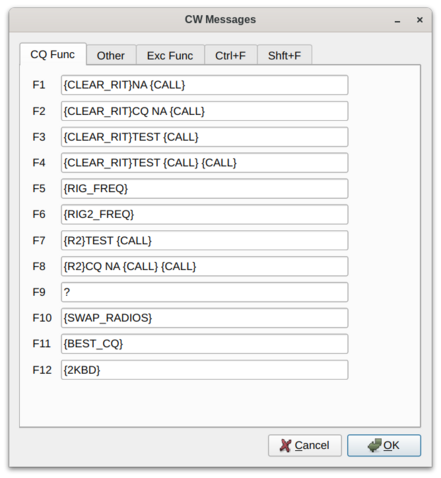 CW Messages
CQ Func Other Exc Func Ctrl+F Shft+F
F1 {CLEAR_RIT}NA {CALL}
F2 {CLEAR_RIT}CQ NA {CALL}
F3 {CLEAR_RIT}TEST {CALL}
F4 {CLEAR_RIT}TEST {CALL} {CALL}
F5 {RIG_FREQ}
F6 {RIG2_FREQ}
F7 {R2}TEST {CALL}
F8 {R2}CQ NA {CALL} {CALL}
F9 ?
F10 {SWAP_RADIOS}
F11 {BEST_CQ}
F12 {2KBD}
Cancel OK